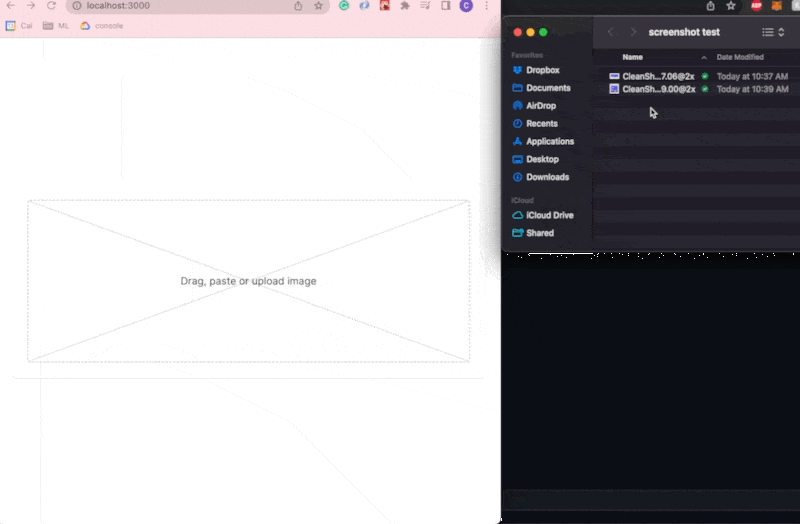 localhost:3000
Cal
ML
console
C
Drag, paste or upload image
screenshot test
Favorites
Name
Date Modified
Dropbox
CleanSh...7.06@2x
Today at 10:37 AM
Documents
CleanSh...9.00@2x
Today at 10:39 AM
AirDrop
Recents
Applications
Desktop
Downloads
iCloud
iCloud Drive
Shared
ABP